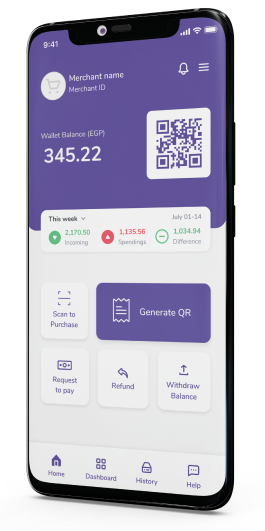 9:41
Merchant name
Merchant ID
Wallet Balance (EGP)
345.22
This week
July 01-14
2,170.50
Incoming
1,135.56
Spendings
1,034.94
Difference
Scan to
Purchase
Generate QR
Request
to pay
Refund
Withdraw
Balance
Home
Dashboard
History
Help